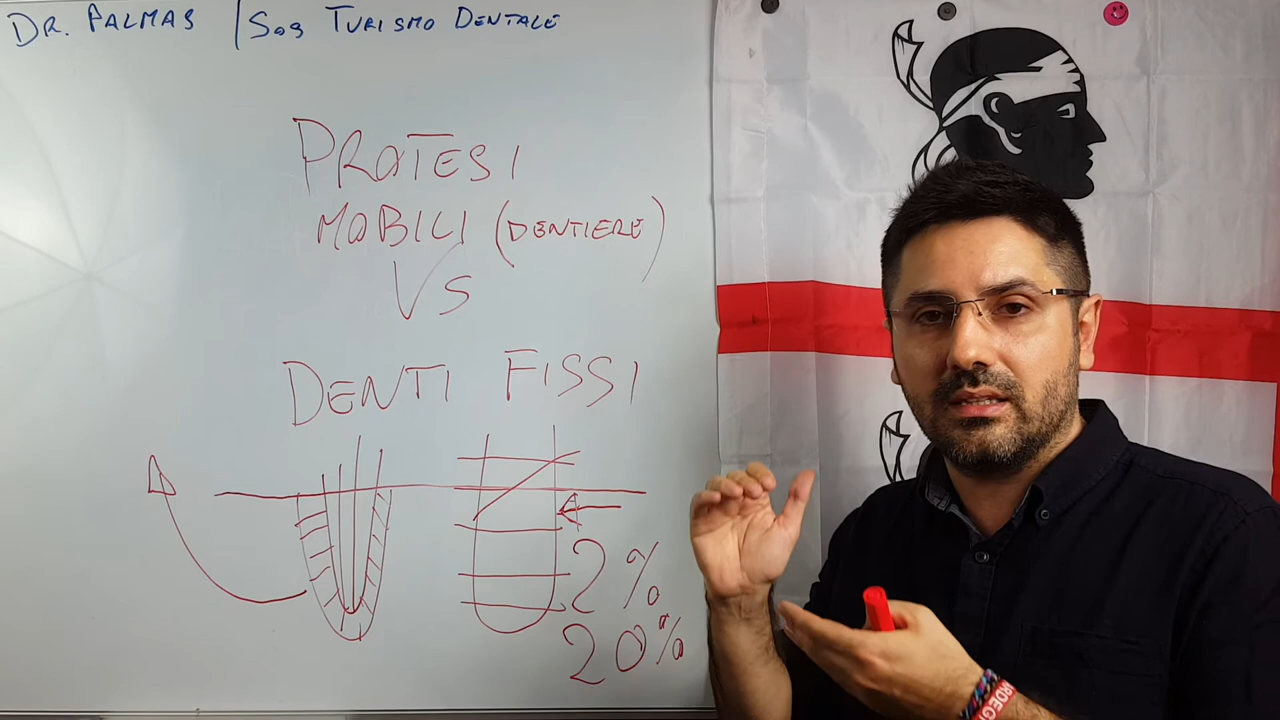 DR. PALMAS | SOS TURISMO DENTALE
PROTESI
MOBILI (DENTIERE)
VS
DENTI FISSI
2%
20%